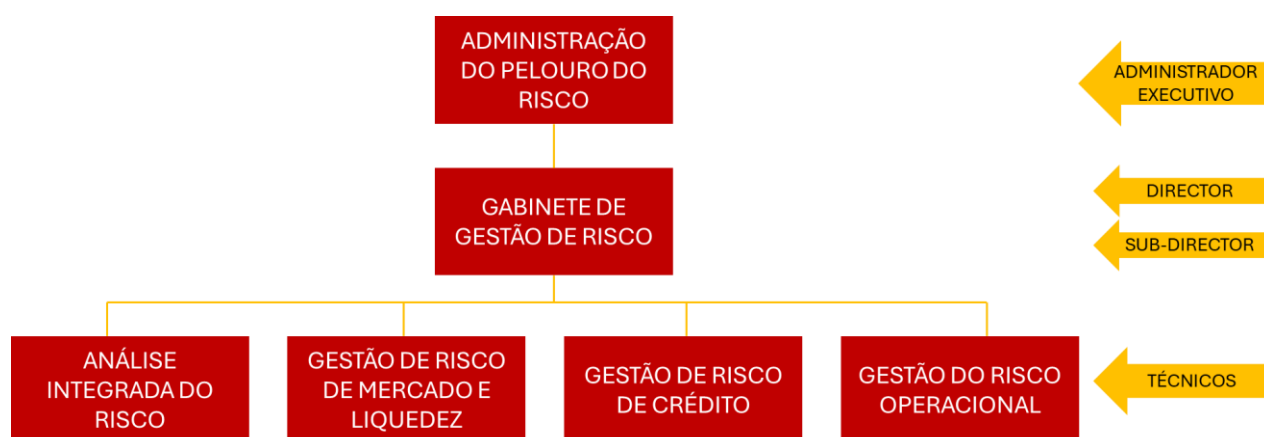 ADMINISTRAÇÃO
DO PELOURO DO
RISCO
ADMINISTRADOR
EXECUTIVO
GABINETE DE
GESTÃO DE RISCO
DIRECTOR
SUB-DIRECTOR
ANÁLISE
INTEGRADA DO
RISCO
GESTÃO DE RISCO
DE MERCADO E
LIQUEDEZ
GESTÃO DE RISCO
DE CRÉDITO
GESTÃO DO RISCO
OPERACIONAL
TÉCNICOS